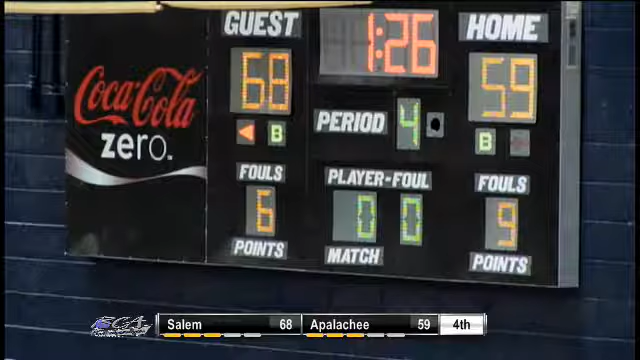 GUEST 1:26 HOME
68 59
PERIOD 4
B B
Coca-Cola
zero.
FOULS PLAYER-FOUL FOULS
6 0 0 9
POINTS MATCH POINTS
Salem 68 Apalachee 59 4th